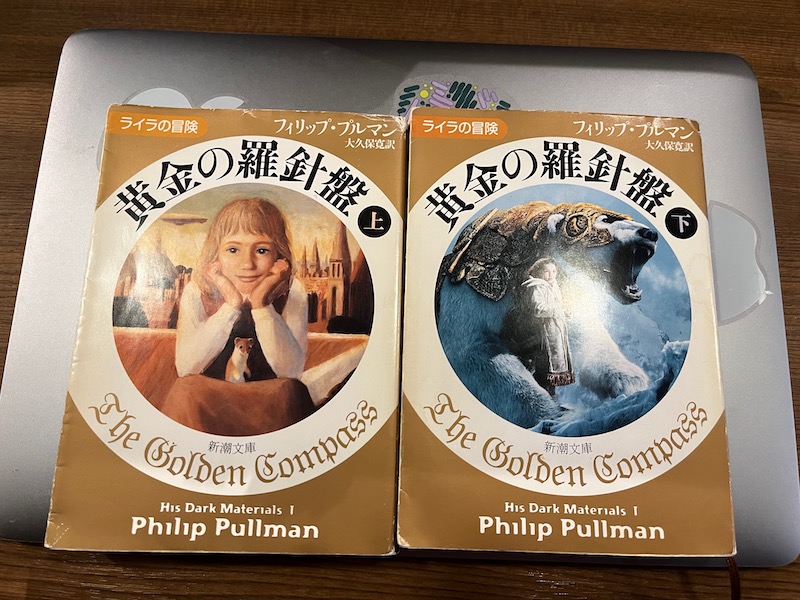 ライラの冒険
フィリップ・プルマン
大久保寛訳
黄金の羅針盤 上
新潮文庫
The Golden Compass
His Dark Materials I
Philip Pullman
ライラの冒険
フィリップ・プルマン
大久保寛訳
黄金の羅針盤 下
新潮文庫
The Golden Compass
His Dark Materials I
Philip Pullman